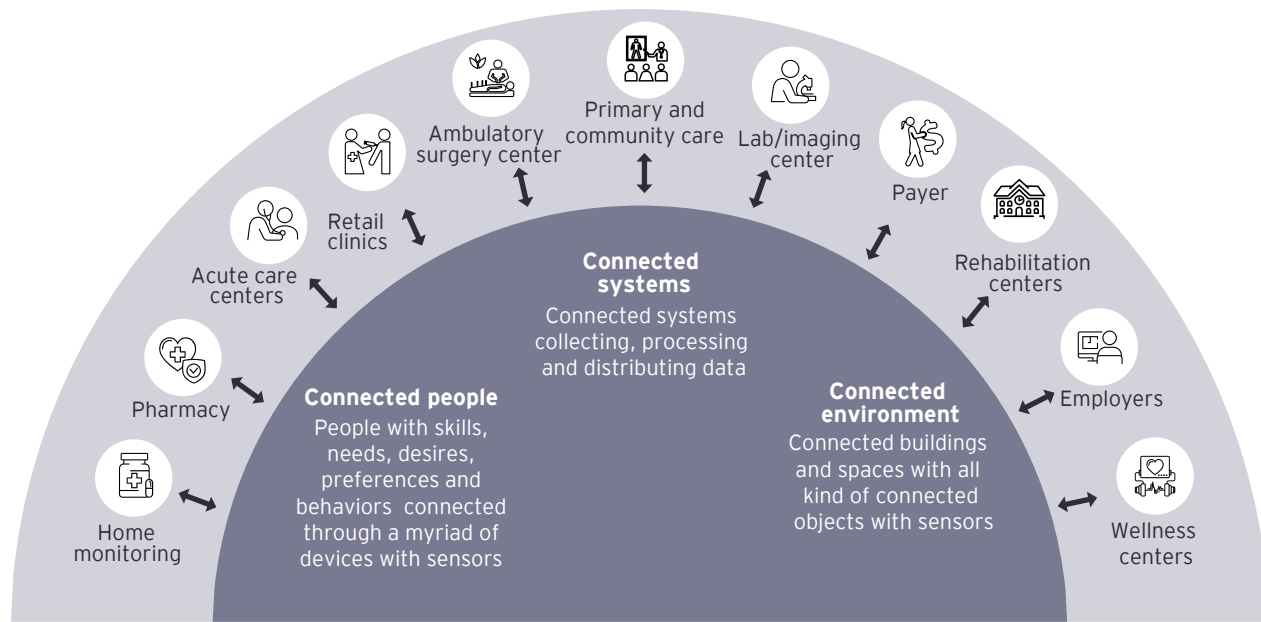 Home
monitoring
Pharmacy
Acute care
centers
Retail
clinics
Ambulatory
surgery center
Primary and
community care
Lab/imaging
center
Payer
Rehabilitation
centers
Employers
Wellness
centers
Connected people
People with skills,
needs, desires,
preferences and
behaviors connected
through a myriad of
devices with sensors
Connected
systems
Connected systems
collecting, processing
and distributing data
Connected
environment
Connected buildings
and spaces with all
kind of connected
objects with sensors